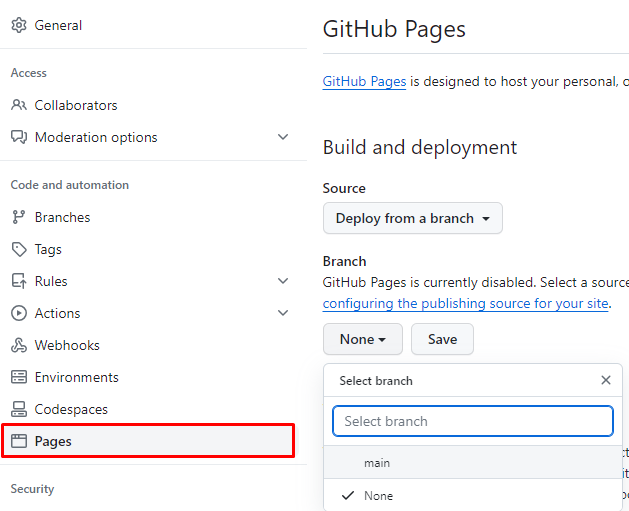 General
Access
Collaborators
Moderation options
Code and automation
Branches
Tags
Rules
Actions
Webhooks
Environments
Codespaces
Pages
Security
GitHub Pages
GitHub Pages is designed to host your personal,
Build and deployment
Source
Deploy from a branch
Branch
GitHub Pages is currently disabled. Select a source
configuring the publishing source for your site.
None Save
Select branch
Select branch
main
None